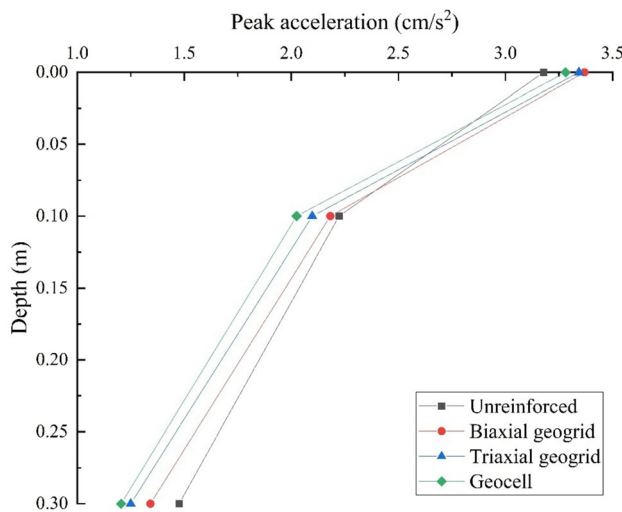 Peak acceleration (cm/s²)
1.0 1.5 2.0 2.5 3.0 3.5
0.00
0.05
0.10
0.15
0.20
0.25
0.30
Depth (m)
Unreinforced
Biaxial geogrid
Triaxial geogrid
Geocell